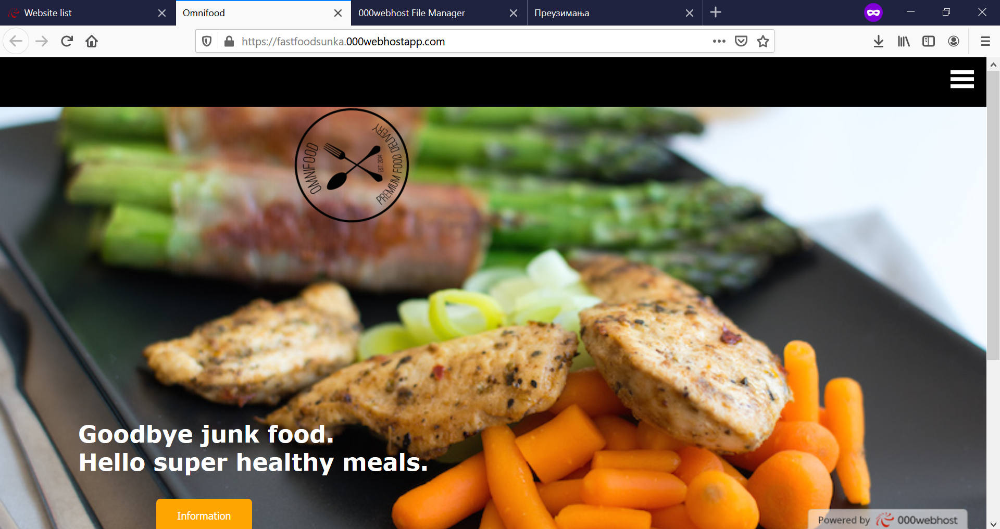 Website list
Omnifood
000webhost File Manager
Преузимања
https://fastfoodsunka.000webhostapp.com
OMNIFOOD
PREMIUM FOOD DELIVERY
EST. 2014
Goodbye junk food.
Hello super healthy meals.
Information
Powered by 000webhost